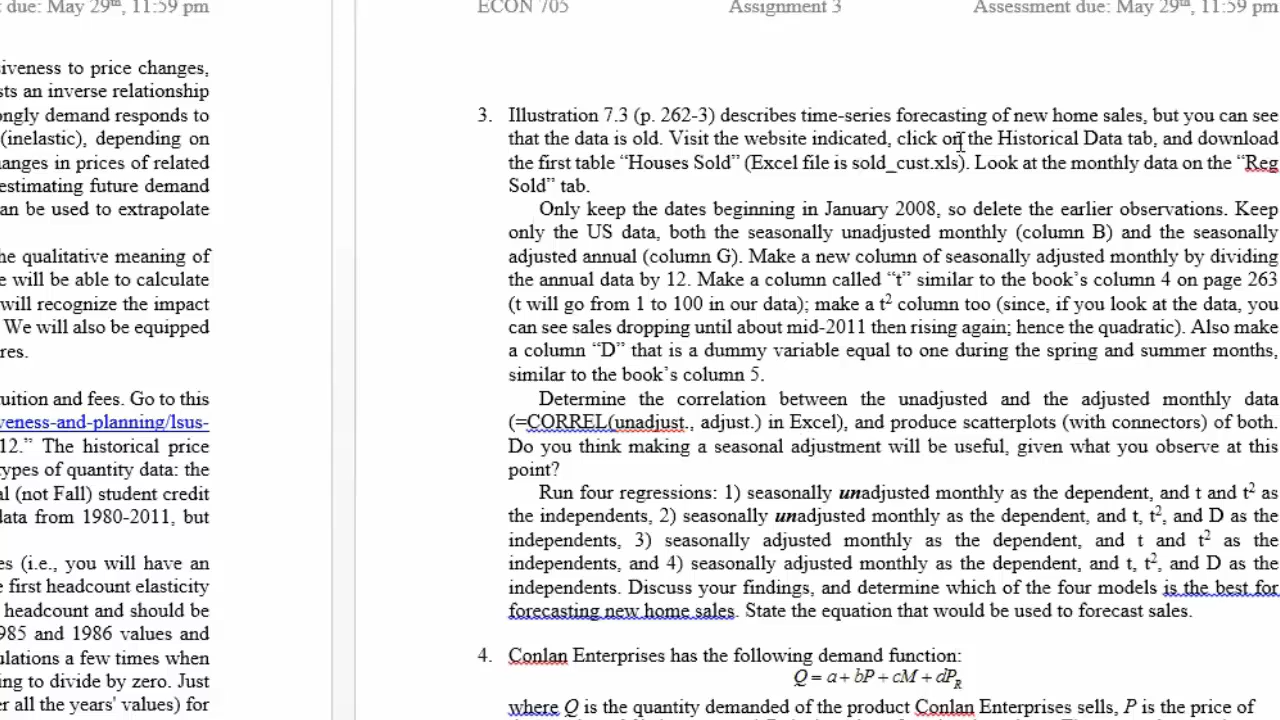 t due: May 29th, 11:59 pm
siveness to price changes,
sts an inverse relationship
ongly demand responds to
(inelastic), depending on
anges in prices of related
estimating future demand
an be used to extrapolate
he qualitative meaning of
e will be able to calculate
will recognize the impact
We will also be equipped
res.
uition and fees. Go to this
veness-and-planning/lsus-
12.” The historical price
types of quantity data: the
al (not Fall) student credit
data from 1980-2011, but
es (i.e., you will have an
e first headcount elasticity
headcount and should be
985 and 1986 values and
ulations a few times when
ing to divide by zero. Just
er all the years' values) for
ECON 705 Assignment 3 Assessment due: May 29th, 11:59 pm
3. Illustration 7.3 (p. 262-3) describes time-series forecasting of new home sales, but you can see
that the data is old. Visit the website indicated, click on the Historical Data tab, and download
the first table “Houses Sold” (Excel file is sold_cust.xls). Look at the monthly data on the “Reg
Sold” tab.
Only keep the dates beginning in January 2008, so delete the earlier observations. Keep
only the US data, both the seasonally unadjusted monthly (column B) and the seasonally
adjusted annual (column G). Make a new column of seasonally adjusted monthly by dividing
the annual data by 12. Make a column called “t” similar to the book’s column 4 on page 263
(t will go from 1 to 100 in our data); make a t² column too (since, if you look at the data, you
can see sales dropping until about mid-2011 then rising again; hence the quadratic). Also make
a column “D” that is a dummy variable equal to one during the spring and summer months,
similar to the book’s column 5.
Determine the correlation between the unadjusted and the adjusted monthly data
(=CORREL(unadjust., adjust.) in Excel), and produce scatterplots (with connectors) of both.
Do you think making a seasonal adjustment will be useful, given what you observe at this
point?
Run four regressions: 1) seasonally unadjusted monthly as the dependent, and t and t² as
the independents, 2) seasonally unadjusted monthly as the dependent, and t, t², and D as the
independents, 3) seasonally adjusted monthly as the dependent, and t and t² as the
independents, and 4) seasonally adjusted monthly as the dependent, and t, t², and D as the
independents. Discuss your findings, and determine which of the four models is the best for
forecasting new home sales. State the equation that would be used to forecast sales.
4. Conlan Enterprises has the following demand function:
Q = a + bP + cM + dP_R
where Q is the quantity demanded of the product Conlan Enterprises sells, P is the price of